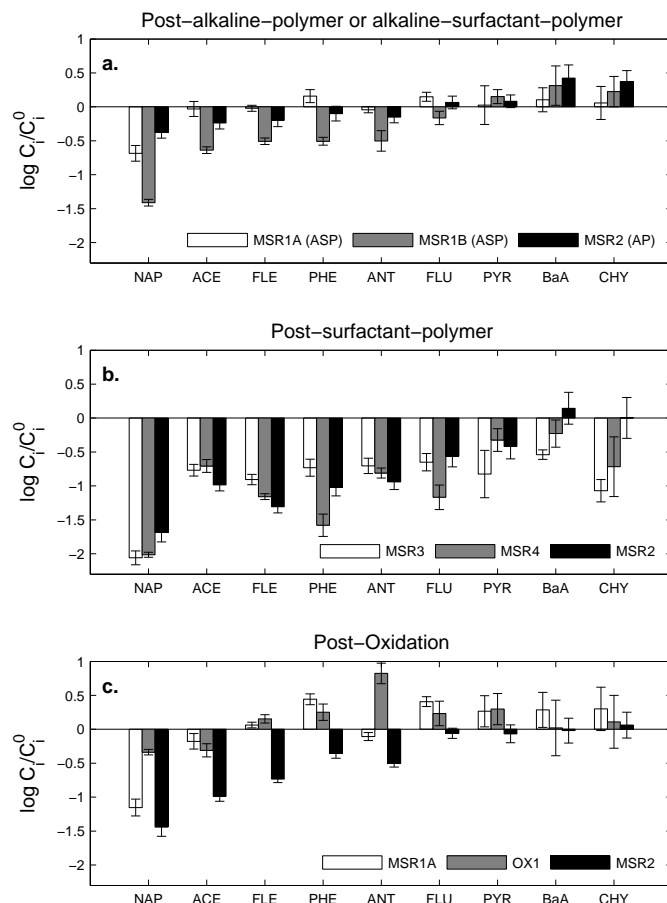 Post−alkaline−polymer or alkaline−surfactant−polymer
a.
log C_i/C_i^0
1
0.5
0
−0.5
−1
−1.5
−2
MSR1A (ASP) MSR1B (ASP) MSR2 (AP)
NAP ACE FLE PHE ANT FLU PYR BaA CHY
Post−surfactant−polymer
b.
log C_i/C_i^0
1
0.5
0
−0.5
−1
−1.5
−2
MSR3 MSR4 MSR2
NAP ACE FLE PHE ANT FLU PYR BaA CHY
Post−Oxidation
c.
log C_i/C_i^0
1
0.5
0
−0.5
−1
−1.5
−2
MSR1A OX1 MSR2
NAP ACE FLE PHE ANT FLU PYR BaA CHY